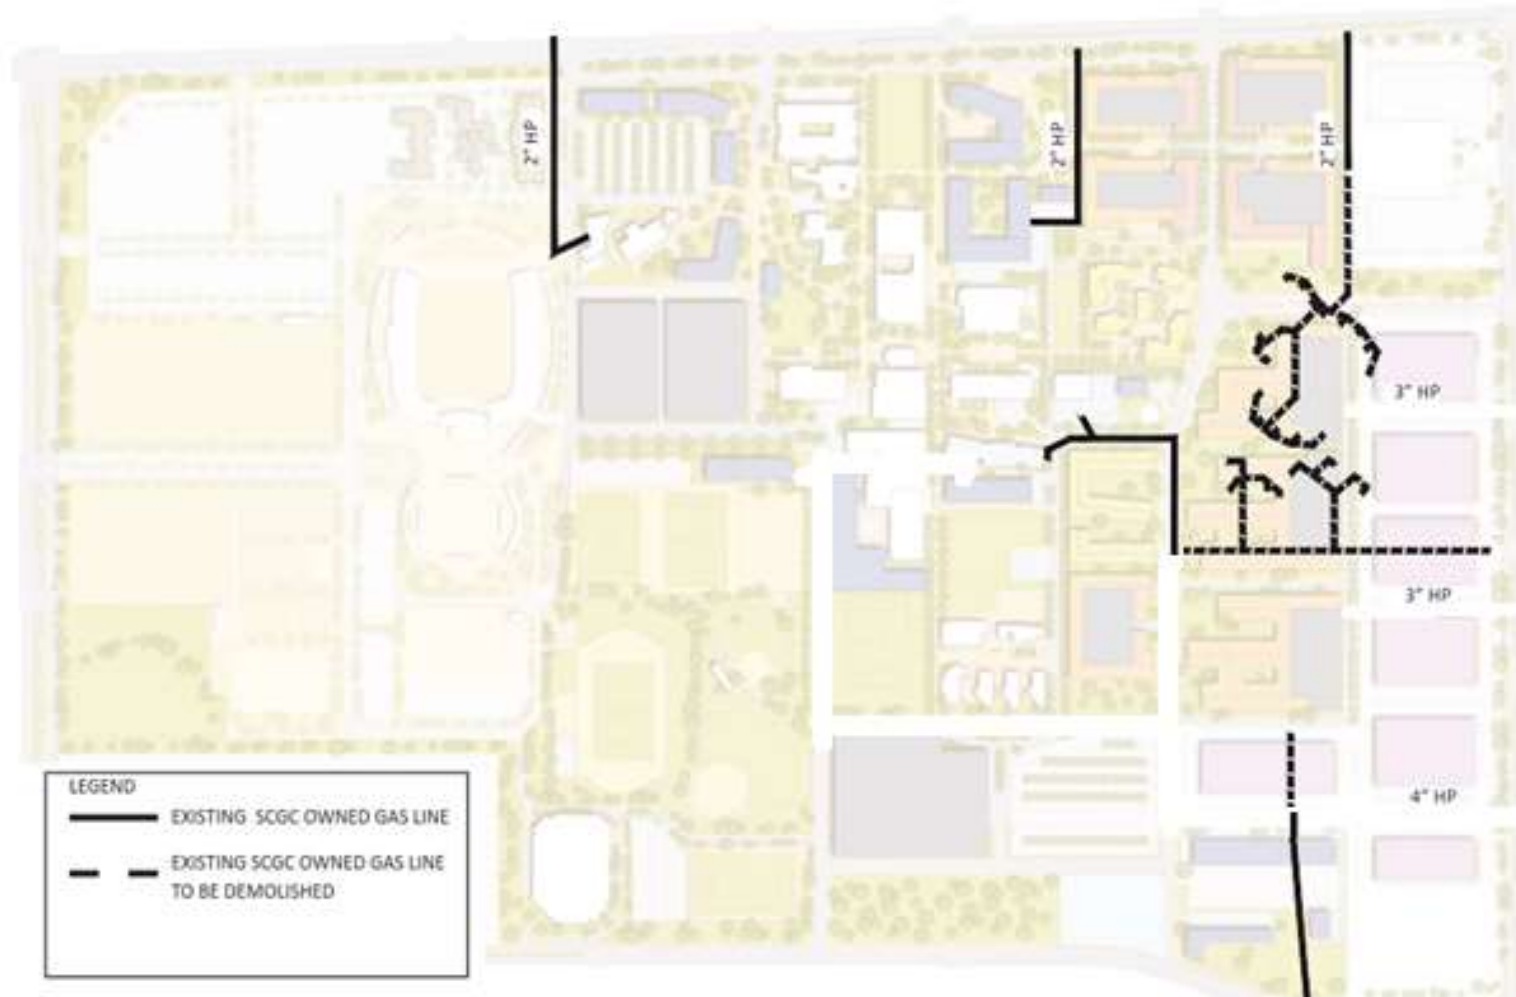 2" HP
2" HP
2" HP
3" HP
3" HP
4" HP
LEGEND
EXISTING SCGC OWNED GAS LINE
EXISTING SCGC OWNED GAS LINE
TO BE DEMOLISHED